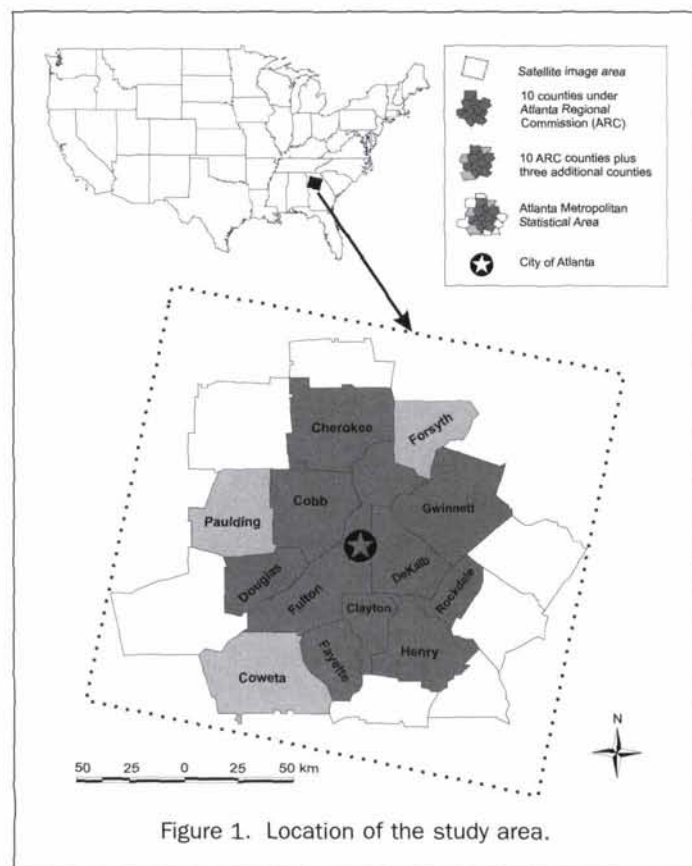 Satellite image area
10 counties under
Atlanta Regional
Commission (ARC)
10 ARC counties plus
three additional counties
Atlanta Metropolitan
Statistical Area
City of Atlanta
Cherokee
Forsyth
Cobb
Gwinnett
Paulding
Douglas
DeKalb
Rockdale
Fulton
Clayton
Henry
Fayette
Coweta
N
50 25 0 25 50 km
Figure 1. Location of the study area.